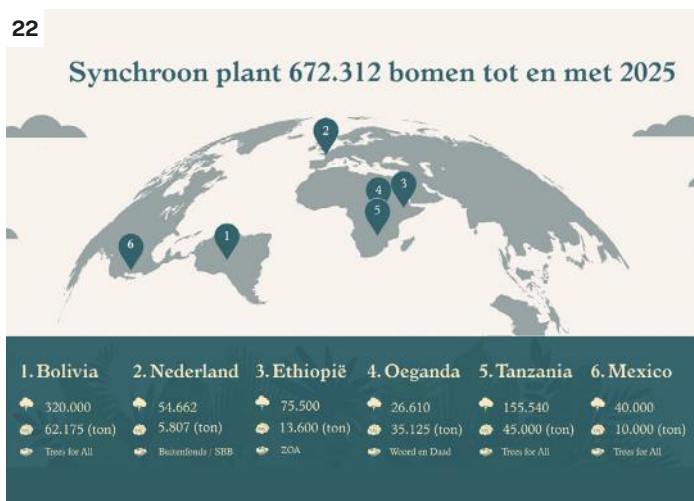 22
Synchroon plant 672.312 bomen tot en met 2025
2
3
4
5
1
6
1. Bolivia
320.000
62.175 (ton)
Trees for All
2. Nederland
54.662
5.807 (ton)
Buitenfonds / SBB
3. Ethiopië
75.500
13.600 (ton)
ZOA
4. Oeganda
26.610
35.125 (ton)
Woord en Daad
5. Tanzania
155.540
45.000 (ton)
Trees for All
6. Mexico
40.000
10.000 (ton)
Trees for All